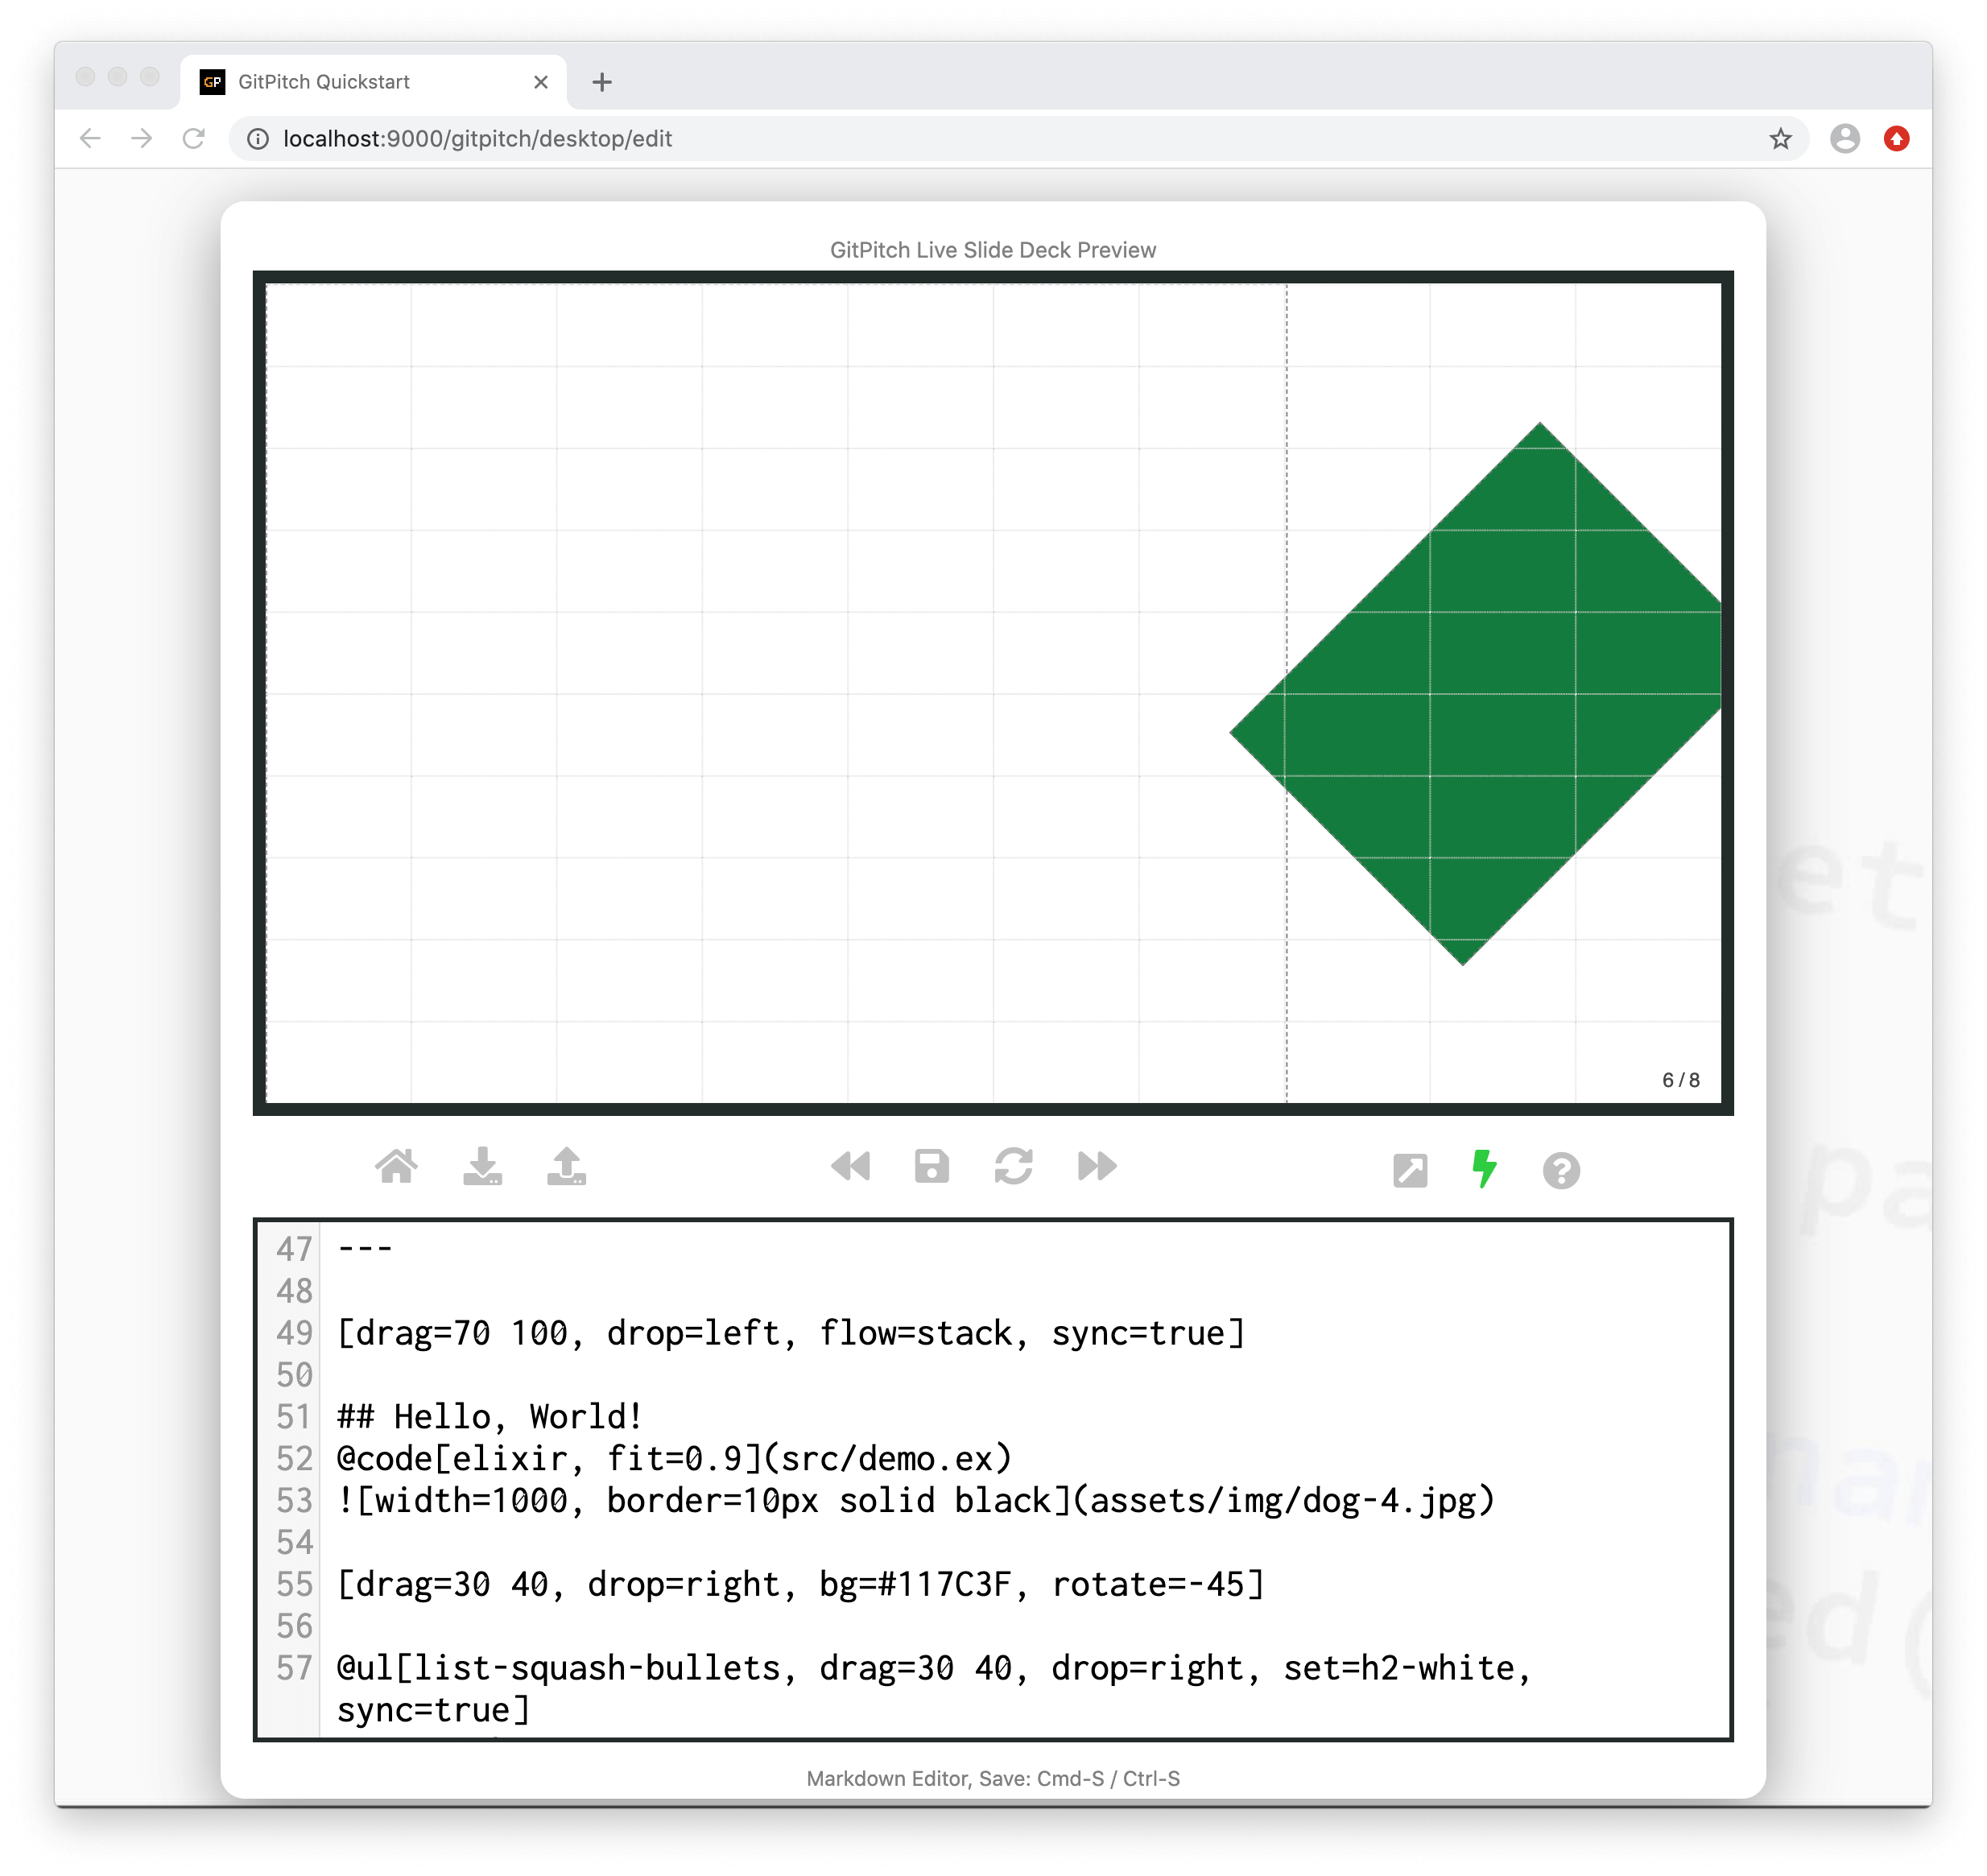 GP GitPitch Quickstart
localhost:9000/gitpitch/desktop/edit
GitPitch Live Slide Deck Preview
6/8
47 ---
48
49 [drag=70 100, drop=left, flow=stack, sync=true]
50
51 ## Hello, World!
52 @code[elixir, fit=0.9](src/demo.ex)
53 ![width=1000, border=10px solid black](assets/img/dog-4.jpg)
54
55 [drag=30 40, drop=right, bg=#117C3F, rotate=-45]
56
57 @ul[list-squash-bullets, drag=30 40, drop=right, set=h2-white,
sync=true]
Markdown Editor, Save: Cmd-S / Ctrl-S